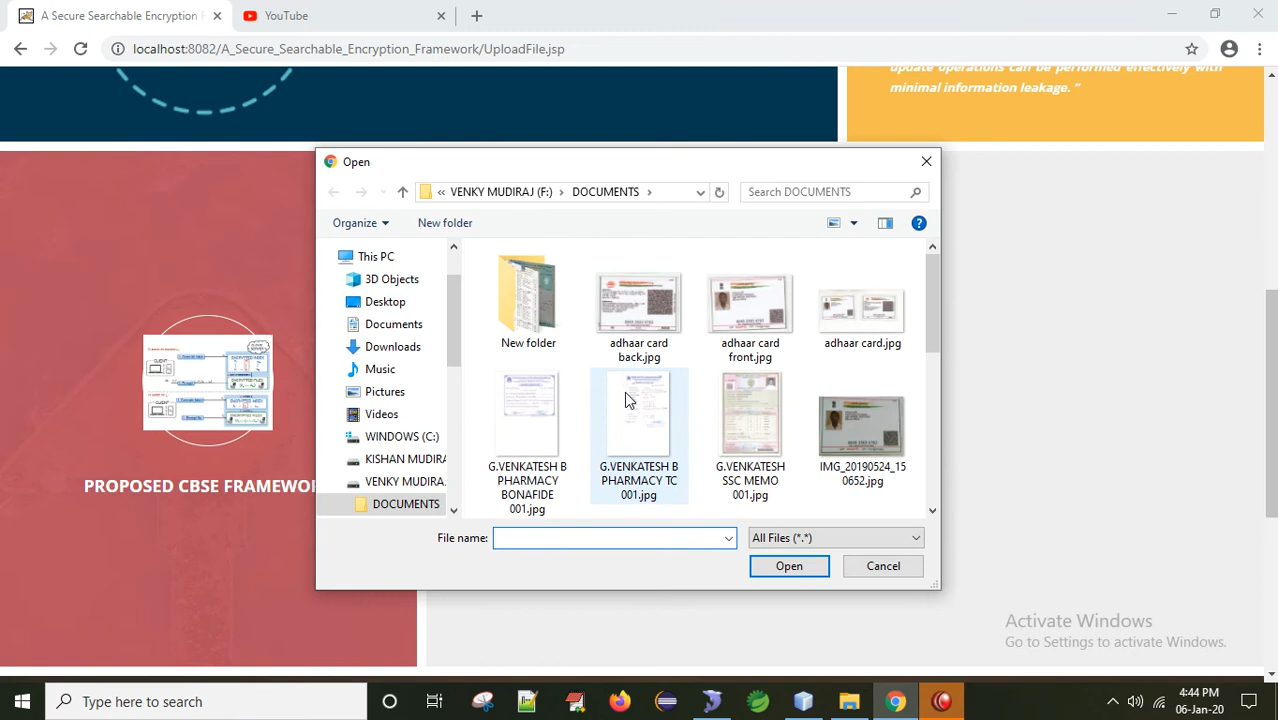 A Secure Searchable Encryption F
YouTube
localhost:8082/A_Secure_Searchable_Encryption_Framework/UploadFile.jsp
update operations can be performed effectively with
minimal information leakage. ”
Open
« VENKY MUDIRAJ (F:) › DOCUMENTS ›
Search DOCUMENTS
Organize
New folder
This PC
3D Objects
Desktop
Documents
Downloads
Music
Pictures
Videos
WINDOWS (C:)
KISHAN MUDIRA
VENKY MUDIRA.
DOCUMENTS
New folder
adhaar card
back.jpg
adhaar card
front.jpg
adhaar card.jpg
G.VENKATESH B
PHARMACY
BONAFIDE
001.jpg
G.VENKATESH B
PHARMACY TC
001.jpg
G.VENKATESH
SSC MEMO
001.jpg
IMG_20190524_15
0652.jpg
File name:
All Files (*.*)
Open
Cancel
PROPOSED CBSE FRAMEWOR
Activate Windows
Go to Settings to activate Windows.
Type here to search
4:44 PM
06-Jan-20